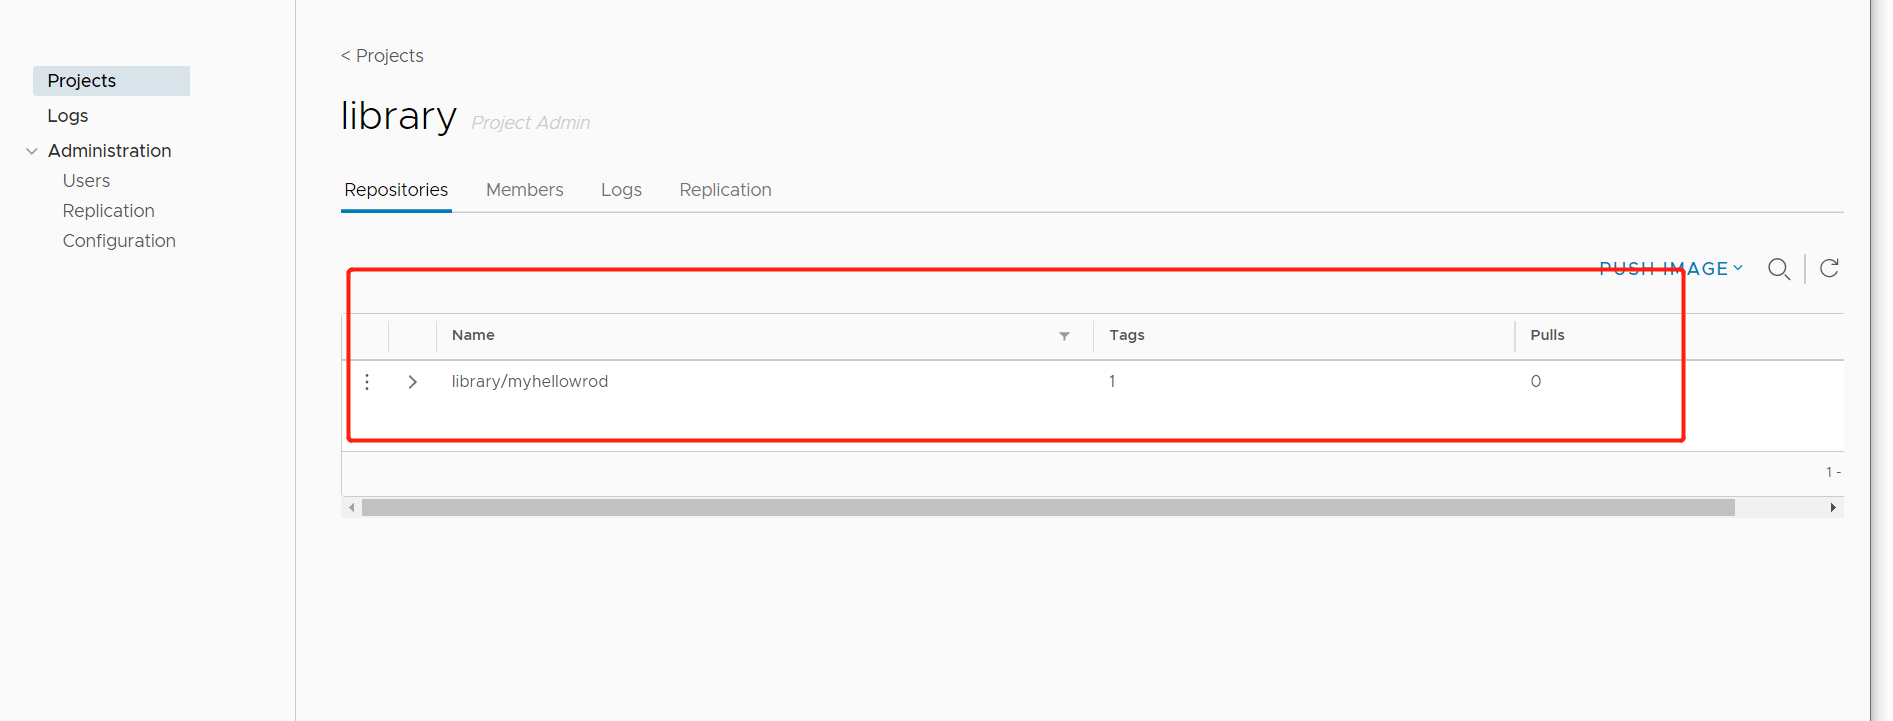 Projects
Logs
Administration
Users
Replication
Configuration
< Projects
library Project Admin
Repositories Members Logs Replication
PUSH IMAGE
Name Tags Pulls
library/myhellowrod 1 0
1 -